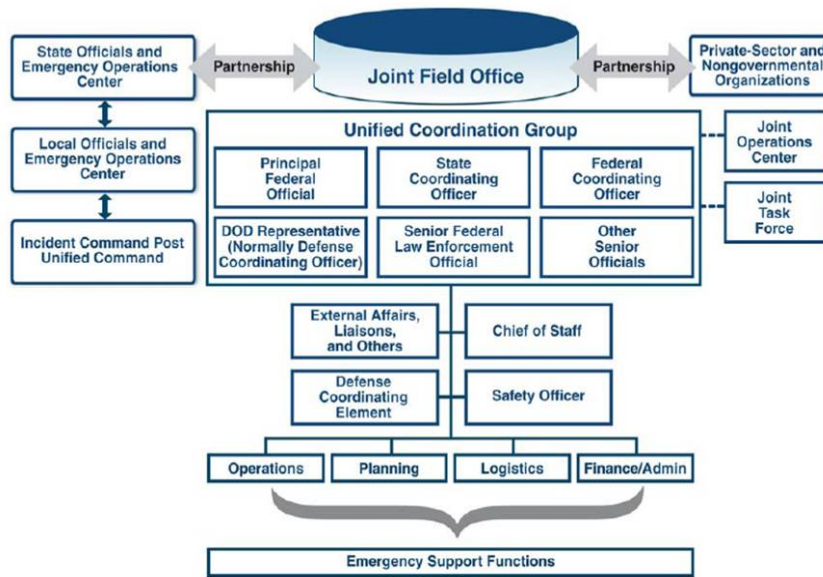 State Officials and
Emergency Operations
Center
Partnership
Joint Field Office
Partnership
Private-Sector and
Nongovernmental
Organizations
Local Officials and
Emergency Operations
Center
Incident Command Post
Unified Command
Unified Coordination Group
Principal
Federal
Official
State
Coordinating
Officer
Federal
Coordinating
Officer
DOD Representative
(Normally Defense
Coordinating Officer)
Senior Federal
Law Enforcement
Official
Other
Senior
Officials
Joint
Operations
Center
Joint
Task
Force
External Affairs,
Liaisons,
and Others
Chief of Staff
Defense
Coordinating
Element
Safety Officer
Operations
Planning
Logistics
Finance/Admin
Emergency Support Functions